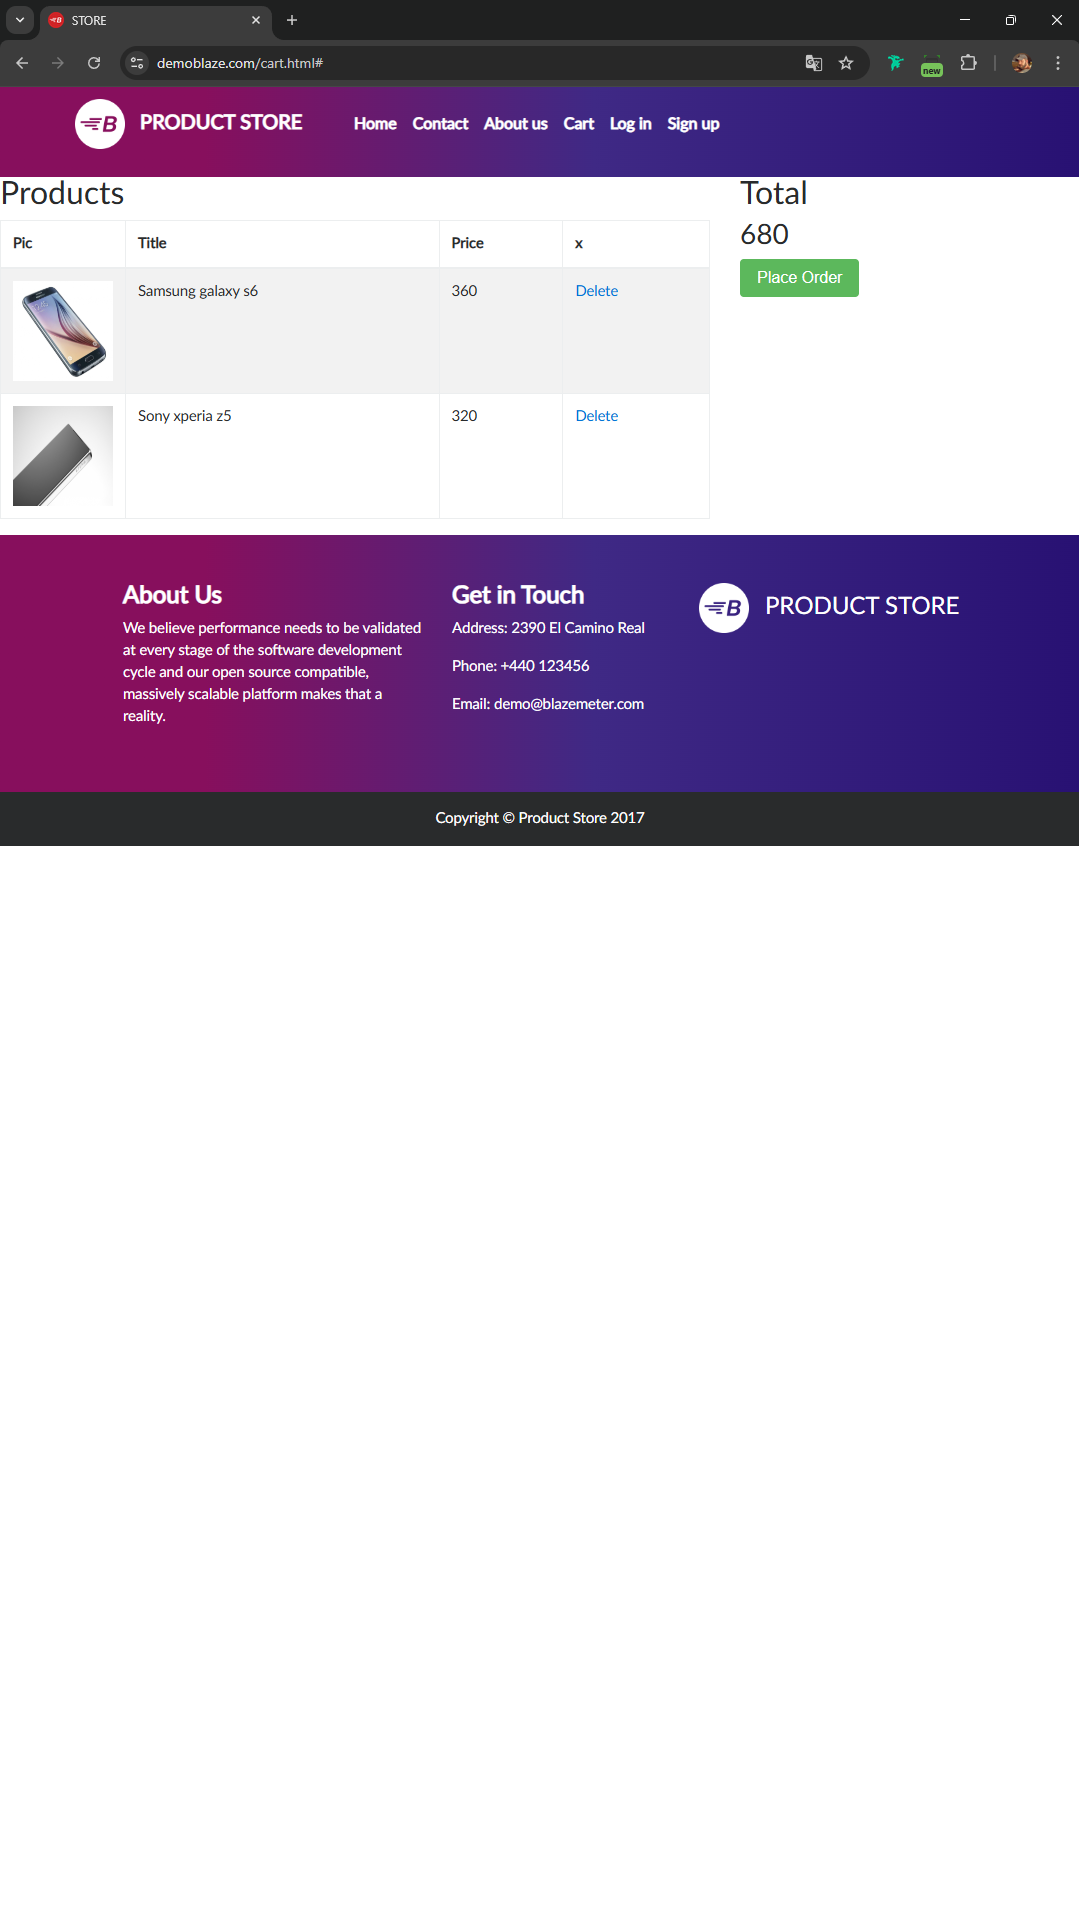 STORE
demoblaze.com/cart.html#
new
B PRODUCT STORE Home Contact About us Cart Log in Sign up
Products
Pic Title Price x
Samsung galaxy s6 360 Delete
Sony xperia z5 320 Delete
Total
680
Place Order
About Us
We believe performance needs to be validated
at every stage of the software development
cycle and our open source compatible,
massively scalable platform makes that a
reality.
Get in Touch
Address: 2390 El Camino Real
Phone: +440 123456
Email: demo@blazemeter.com
B PRODUCT STORE
Copyright © Product Store 2017